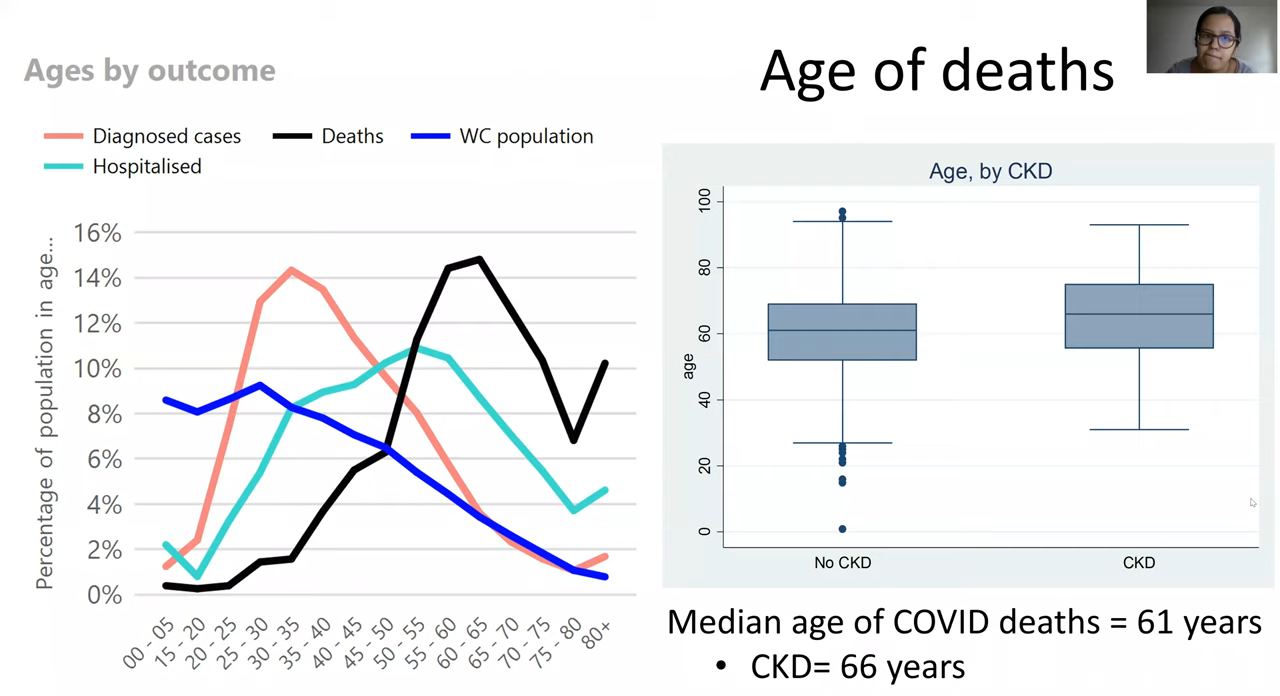 Ages by outcome
Diagnosed cases
Deaths
WC population
Hospitalised
Percentage of population in age...
16%
14%
12%
10%
8%
6%
4%
2%
0%
00 - 05
15 - 20
20 - 25
25 - 30
30 - 35
35 - 40
40 - 45
45 - 50
50 - 55
55 - 60
60 - 65
65 - 70
70 - 75
75 - 80
80+
Age of deaths
Age, by CKD
age
100
80
60
40
20
0
No CKD
CKD
Median age of COVID deaths = 61 years
• CKD= 66 years